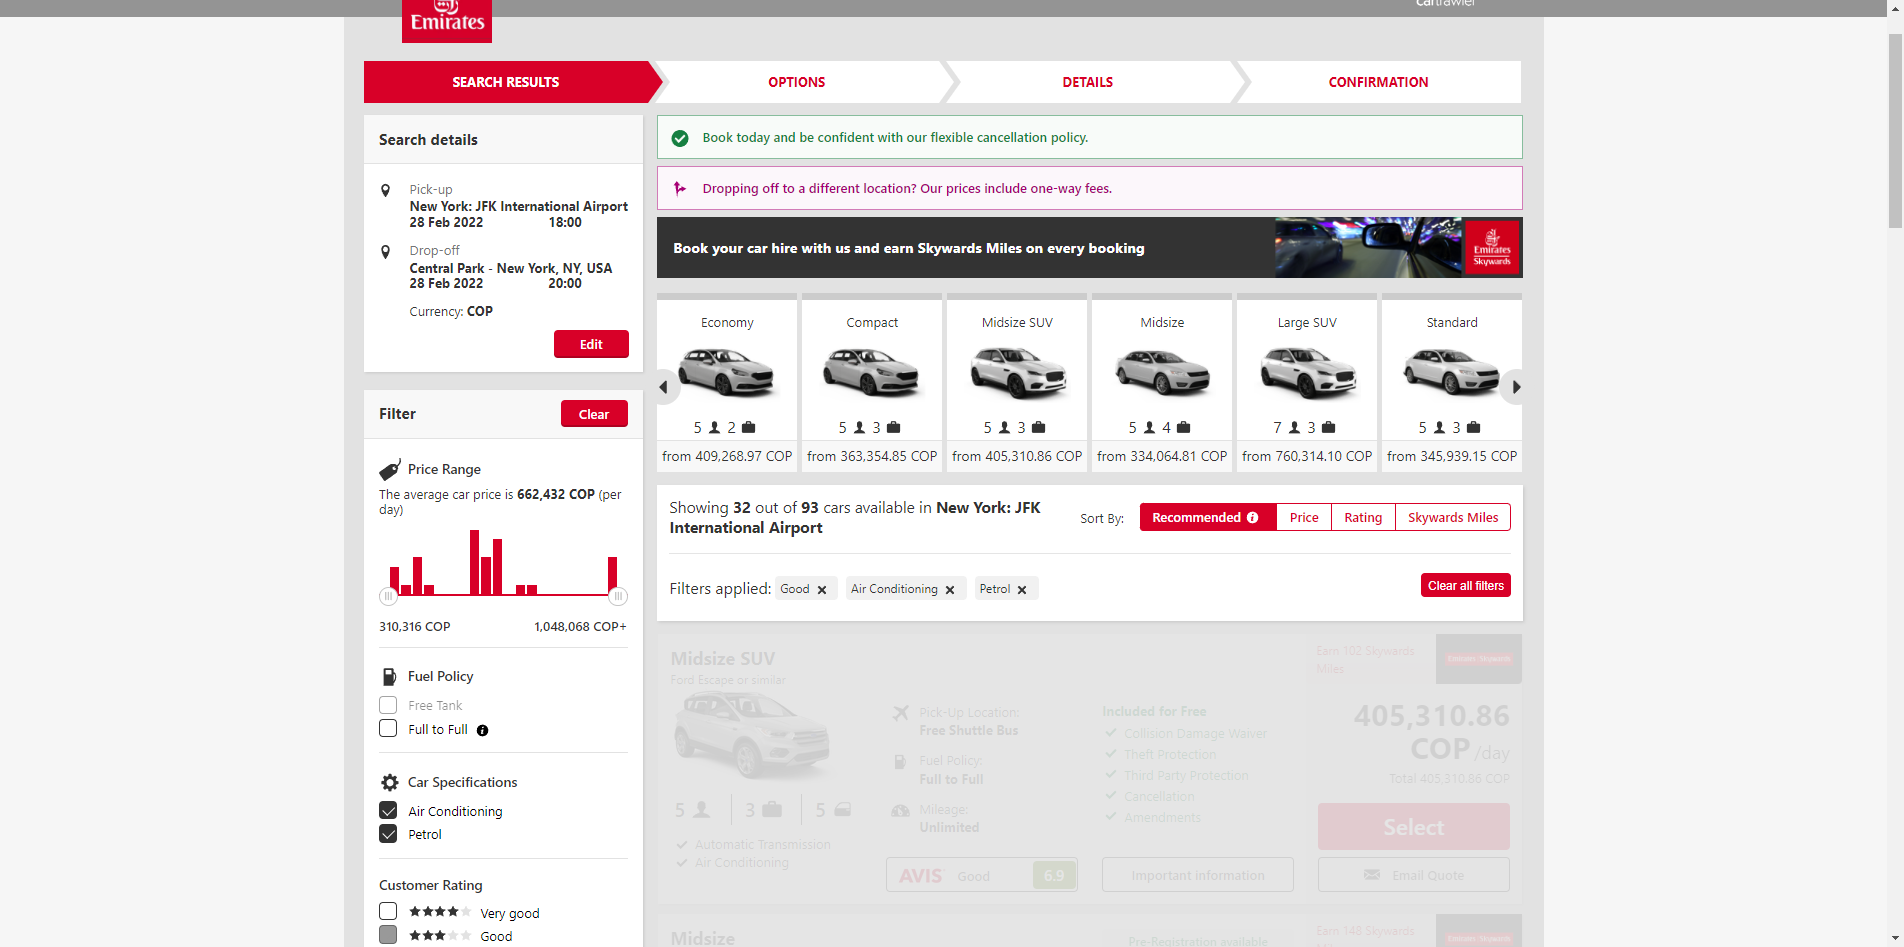 cartrawler
Emirates
SEARCH RESULTS
OPTIONS
DETAILS
CONFIRMATION
Search details
Pick-up
New York: JFK International Airport
28 Feb 2022 18:00
Drop-off
Central Park - New York, NY, USA
28 Feb 2022 20:00
Currency: COP
Edit
Filter
Clear
Price Range
The average car price is 662,432 COP (per
day)
310,316 COP 1,048,068 COP+
Fuel Policy
Free Tank
Full to Full
Car Specifications
Air Conditioning
Petrol
Customer Rating
Very good
Good
Book today and be confident with our flexible cancellation policy.
Dropping off to a different location? Our prices include one-way fees.
Book your car hire with us and earn Skywards Miles on every booking
Emirates
Skywards
Economy
5 2
from 409,268.97 COP
Compact
5 3
from 363,354.85 COP
Midsize SUV
5 3
from 405,310.86 COP
Midsize
5 4
from 334,064.81 COP
Large SUV
7 3
from 760,314.10 COP
Standard
5 3
from 345,939.15 COP
Showing 32 out of 93 cars available in New York: JFK
International Airport
Sort By:
Recommended
Price
Rating
Skywards Miles
Filters applied: Good Air Conditioning Petrol
Clear all filters
Midsize SUV
Ford Escape or similar
5 3 5
Automatic Transmission
Air Conditioning
Pick-Up Location:
Free Shuttle Bus
Fuel Policy:
Full to Full
Mileage:
Unlimited
AVIS Good 6.9
Included for Free
Collision Damage Waiver
Theft Protection
Third Party Protection
Cancellation
Amendments
Important information
Earn 102 Skywards
Miles
Emirates Skywards
405,310.86
COP /day
Total 405,310.86 COP
Select
Email Quote
Midsize
Pre-Registration available
Earn 148 Skywards
Emirates Skywards